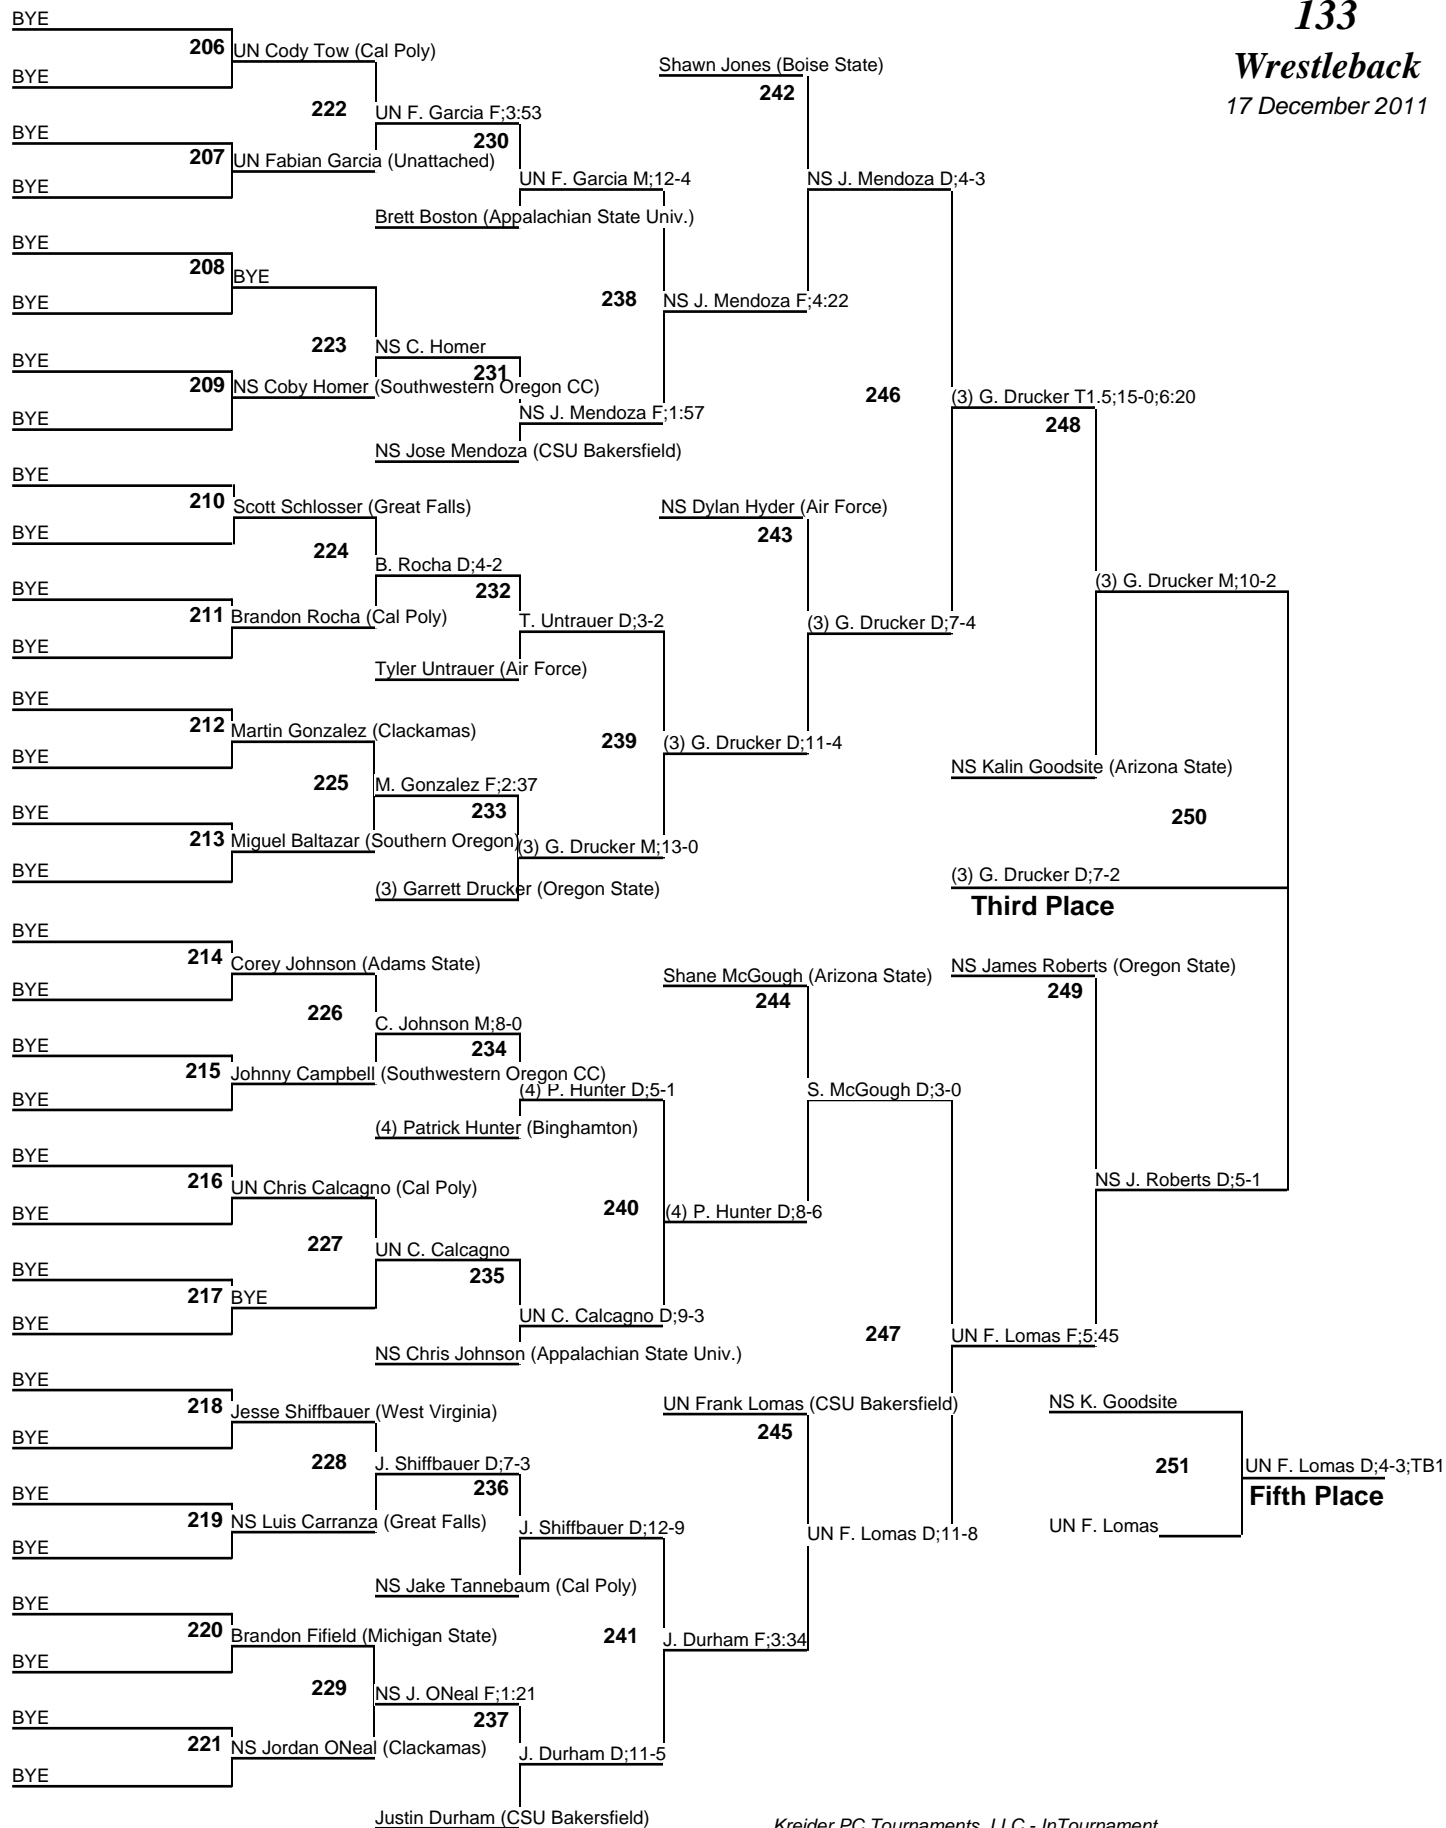 133
Wrestleback
17 December 2011
BYE
206 UN Cody Tow (Cal Poly)
BYE
222 UN F. Garcia F;3:53
BYE
207 UN Fabian Garcia (Unattached)
BYE
230
UN F. Garcia M;12-4
Brett Boston (Appalachian State Univ.)
BYE
208 BYE
BYE
223 NS C. Homer
BYE
209 NS Coby Homer (Southwestern Oregon CC)
BYE
231
NS J. Mendoza F;1:57
NS Jose Mendoza (CSU Bakersfield)
238 NS J. Mendoza F;4:22
Shawn Jones (Boise State)
242
NS J. Mendoza D;4-3
BYE
210 Scott Schlosser (Great Falls)
BYE
224 B. Rocha D;4-2
BYE
211 Brandon Rocha (Cal Poly)
BYE
232
T. Untrauer D;3-2
Tyler Untrauer (Air Force)
BYE
212 Martin Gonzalez (Clackamas)
BYE
225 M. Gonzalez F;2:37
BYE
213 Miguel Baltazar (Southern Oregon)
BYE
233
(3) G. Drucker M;13-0
(3) Garrett Drucker (Oregon State)
239 (3) G. Drucker D;11-4
NS Dylan Hyder (Air Force)
243
(3) G. Drucker D;7-4
246 (3) G. Drucker T1.5;15-0;6:20
248
(3) G. Drucker M;10-2
NS Kalin Goodsite (Arizona State)
250
(3) G. Drucker D;7-2
Third Place
BYE
214 Corey Johnson (Adams State)
BYE
226 C. Johnson M;8-0
BYE
215 Johnny Campbell (Southwestern Oregon CC)
BYE
234
(4) P. Hunter D;5-1
(4) Patrick Hunter (Binghamton)
BYE
216 UN Chris Calcagno (Cal Poly)
BYE
227 UN C. Calcagno
BYE
217 BYE
BYE
235
UN C. Calcagno D;9-3
NS Chris Johnson (Appalachian State Univ.)
240 (4) P. Hunter D;8-6
Shane McGough (Arizona State)
244
S. McGough D;3-0
NS James Roberts (Oregon State)
249
NS J. Roberts D;5-1
BYE
218 Jesse Shiffbauer (West Virginia)
BYE
228 J. Shiffbauer D;7-3
BYE
219 NS Luis Carranza (Great Falls)
BYE
236
J. Shiffbauer D;12-9
NS Jake Tannebaum (Cal Poly)
BYE
220 Brandon Fifield (Michigan State)
BYE
229 NS J. ONeal F;1:21
BYE
221 NS Jordan ONeal (Clackamas)
BYE
237
J. Durham D;11-5
Justin Durham (CSU Bakersfield)
241 J. Durham F;3:34
UN Frank Lomas (CSU Bakersfield)
245
UN F. Lomas D;11-8
247 UN F. Lomas F;5:45
NS K. Goodsite
251 UN F. Lomas D;4-3;TB1
Fifth Place
UN F. Lomas
Kreider PC Tournaments, LLC - InTournament